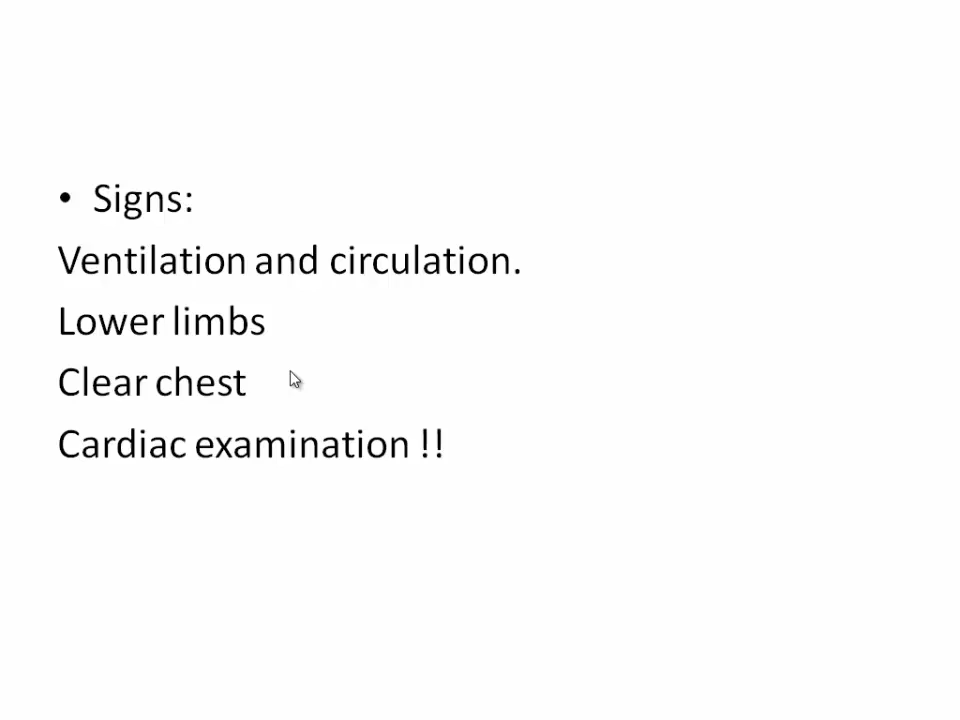 • Signs:
Ventilation and circulation.
Lower limbs
Clear chest
Cardiac examination !!